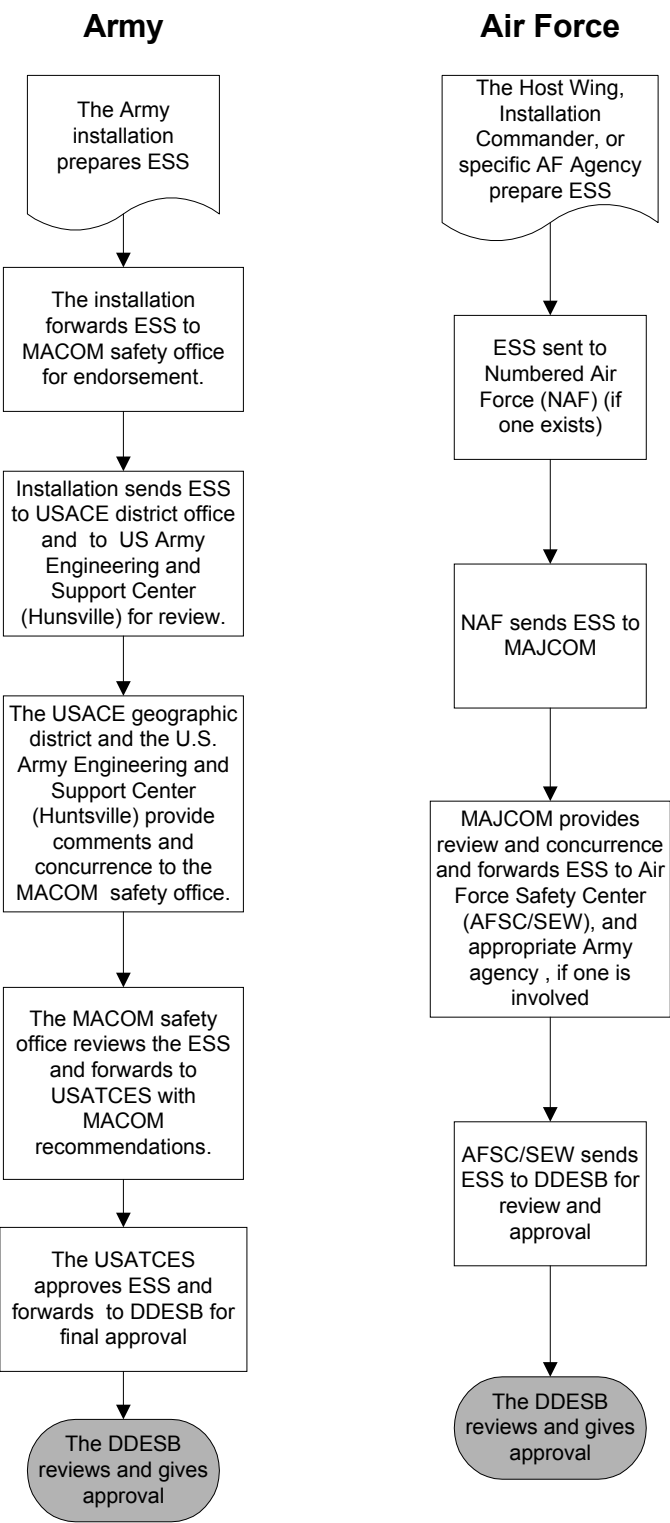 Army
The Army
installation
prepares ESS
The installation
forwards ESS to
MACOM safety office
for endorsement.
Installation sends ESS
to USACE district office
and to US Army
Engineering and
Support Center
(Hunsville) for review.
The USACE geographic
district and the U.S.
Army Engineering and
Support Center
(Huntsville) provide
comments and
concurrence to the
MACOM safety office.
The MACOM safety
office reviews the ESS
and forwards to
USATCES with
MACOM
recommendations.
The USATCES
approves ESS and
forwards to DDESB for
final approval
The DDESB
reviews and gives
approval
Air Force
The Host Wing,
Installation
Commander, or
specific AF Agency
prepare ESS
ESS sent to
Numbered Air
Force (NAF) (if
one exists)
NAF sends ESS to
MAJCOM
MAJCOM provides
review and concurrence
and forwards ESS to Air
Force Safety Center
(AFSC/SEW), and
appropriate Army
agency , if one is
involved
AFSC/SEW sends
ESS to DDESB for
review and
approval
The DDESB
reviews and gives
approval